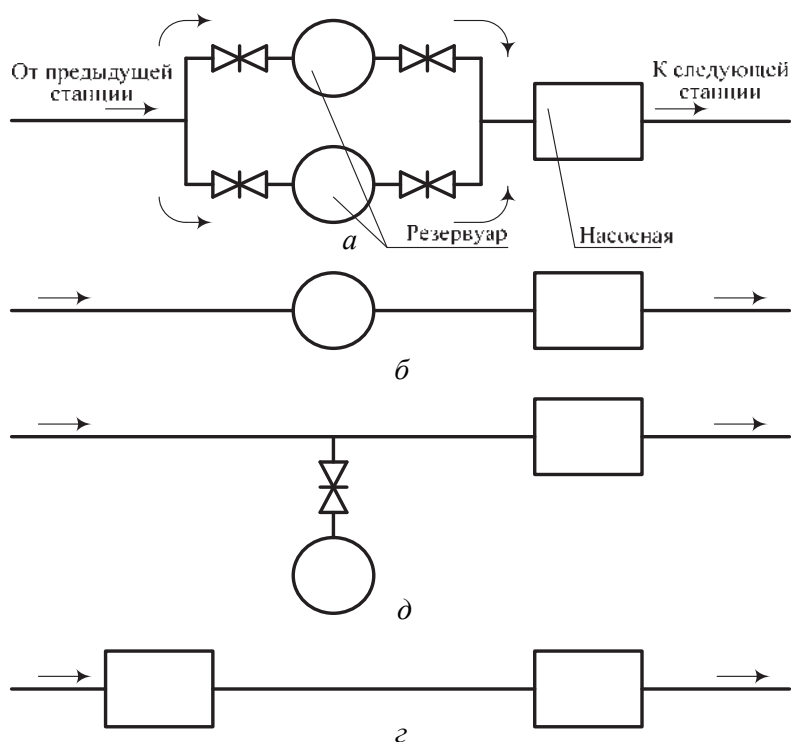 От предыдущей
станции
К следующей
станции
Резервуар
Насосная
а
б
д
г